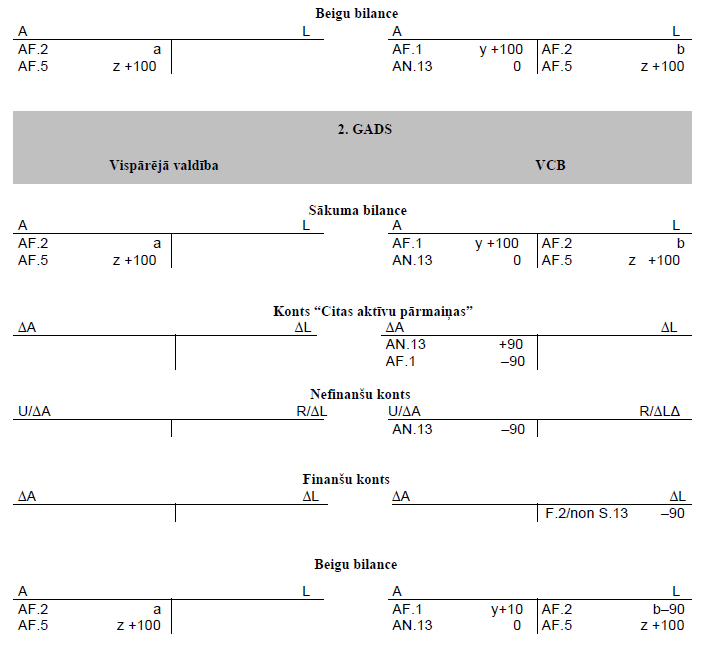 Beigu bilance
A L A L
AF.2 a AF.1 y +100 AF.2 b
AF.5 z +100 AN.13 0 AF.5 z +100
2. GADS
Vispārējā valdība VCB
Sākuma bilance
A L A L
AF.2 a AF.1 y +100 AF.2 b
AF.5 z +100 AN.13 0 AF.5 z +100
Konts “Citas aktīvu pārmaiņas”
ΔA ΔL ΔA ΔL
AN.13 +90
AF.1 –90
Nefinanšu konts
U/ΔA R/ΔL U/ΔA R/ΔLΔ
AN.13 –90
Finanšu konts
ΔA ΔL ΔA ΔL
F.2/non S.13 –90
Beigu bilance
A L A L
AF.2 a AF.1 y+10 AF.2 b–90
AF.5 z +100 AN.13 0 AF.5 z +100